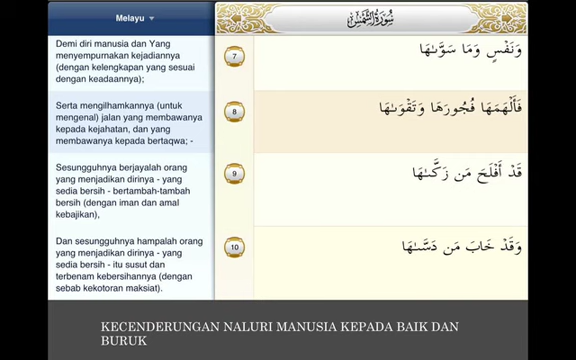 Melayu
سُورَةُ الشَّمْسِ
Demi diri manusia dan Yang
menyempurnakan kejadiannya
(dengan kelengkapan yang sesuai
dengan keadaannya);
7
وَنَفْسٍ وَمَا سَوَّىٰهَا
Serta mengilhamkannya (untuk
mengenal) jalan yang membawanya
kepada kejahatan, dan yang
membawanya kepada bertaqwa; -
8
فَأَلْهَمَهَا فُجُورَهَا وَتَقْوَىٰهَا
Sesungguhnya berjayalah orang
yang menjadikan dirinya - yang
sedia bersih - bertambah-tambah
bersih (dengan iman dan amal
kebajikan),
9
قَدْ أَفْلَحَ مَن زَكَّىٰهَا
Dan sesungguhnya hampalah orang
yang menjadikan dirinya - yang
sedia bersih - itu susut dan
terbenam kebersihannya (dengan
sebab kekotoran maksiat).
10
وَقَدْ خَابَ مَن دَسَّىٰهَا
KECENDERUNGAN NALURI MANUSIA KEPADA BAIK DAN
BURUK